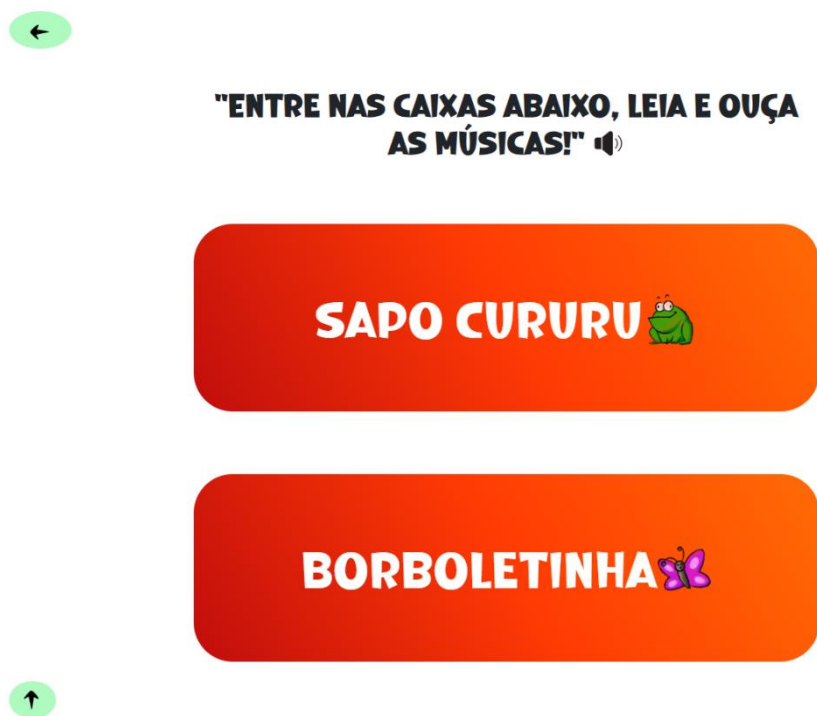 "ENTRE NAS CAIXAS ABAIXO, LEIA E OUÇA
AS MÚSICAS!"
SAPO CURURU
BORBOLETINHA